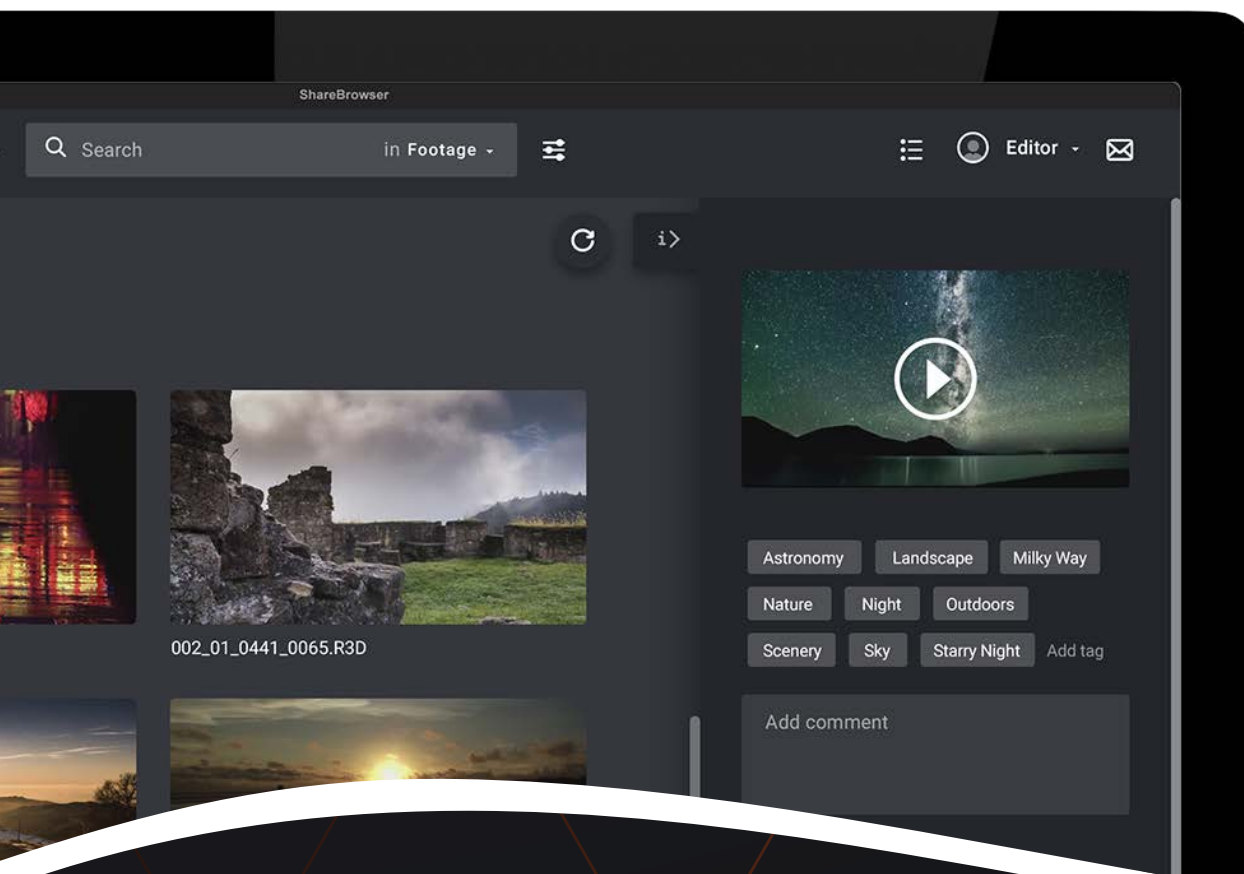 ShareBrowser
Search in Footage
Editor
i>
Astronomy Landscape Milky Way
Nature Night Outdoors
Scenery Sky Starry Night Add tag
002_01_0441_0065.R3D
Add comment